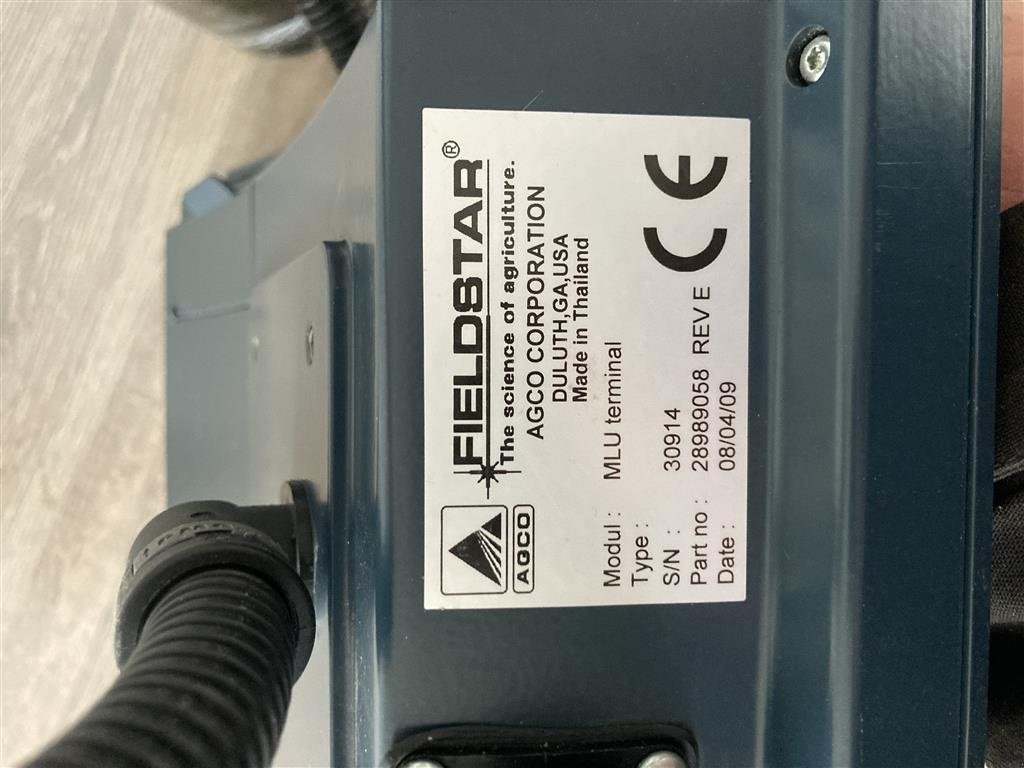 FIELDSTAR®
The science of agriculture.
AGCO
AGCO CORPORATION
DULUTH,GA,USA
Made in Thailand
Modul : MLU terminal
Type :
S/N : 30914
Part no : 28989058 REV E
Date : 08/04/09
CE